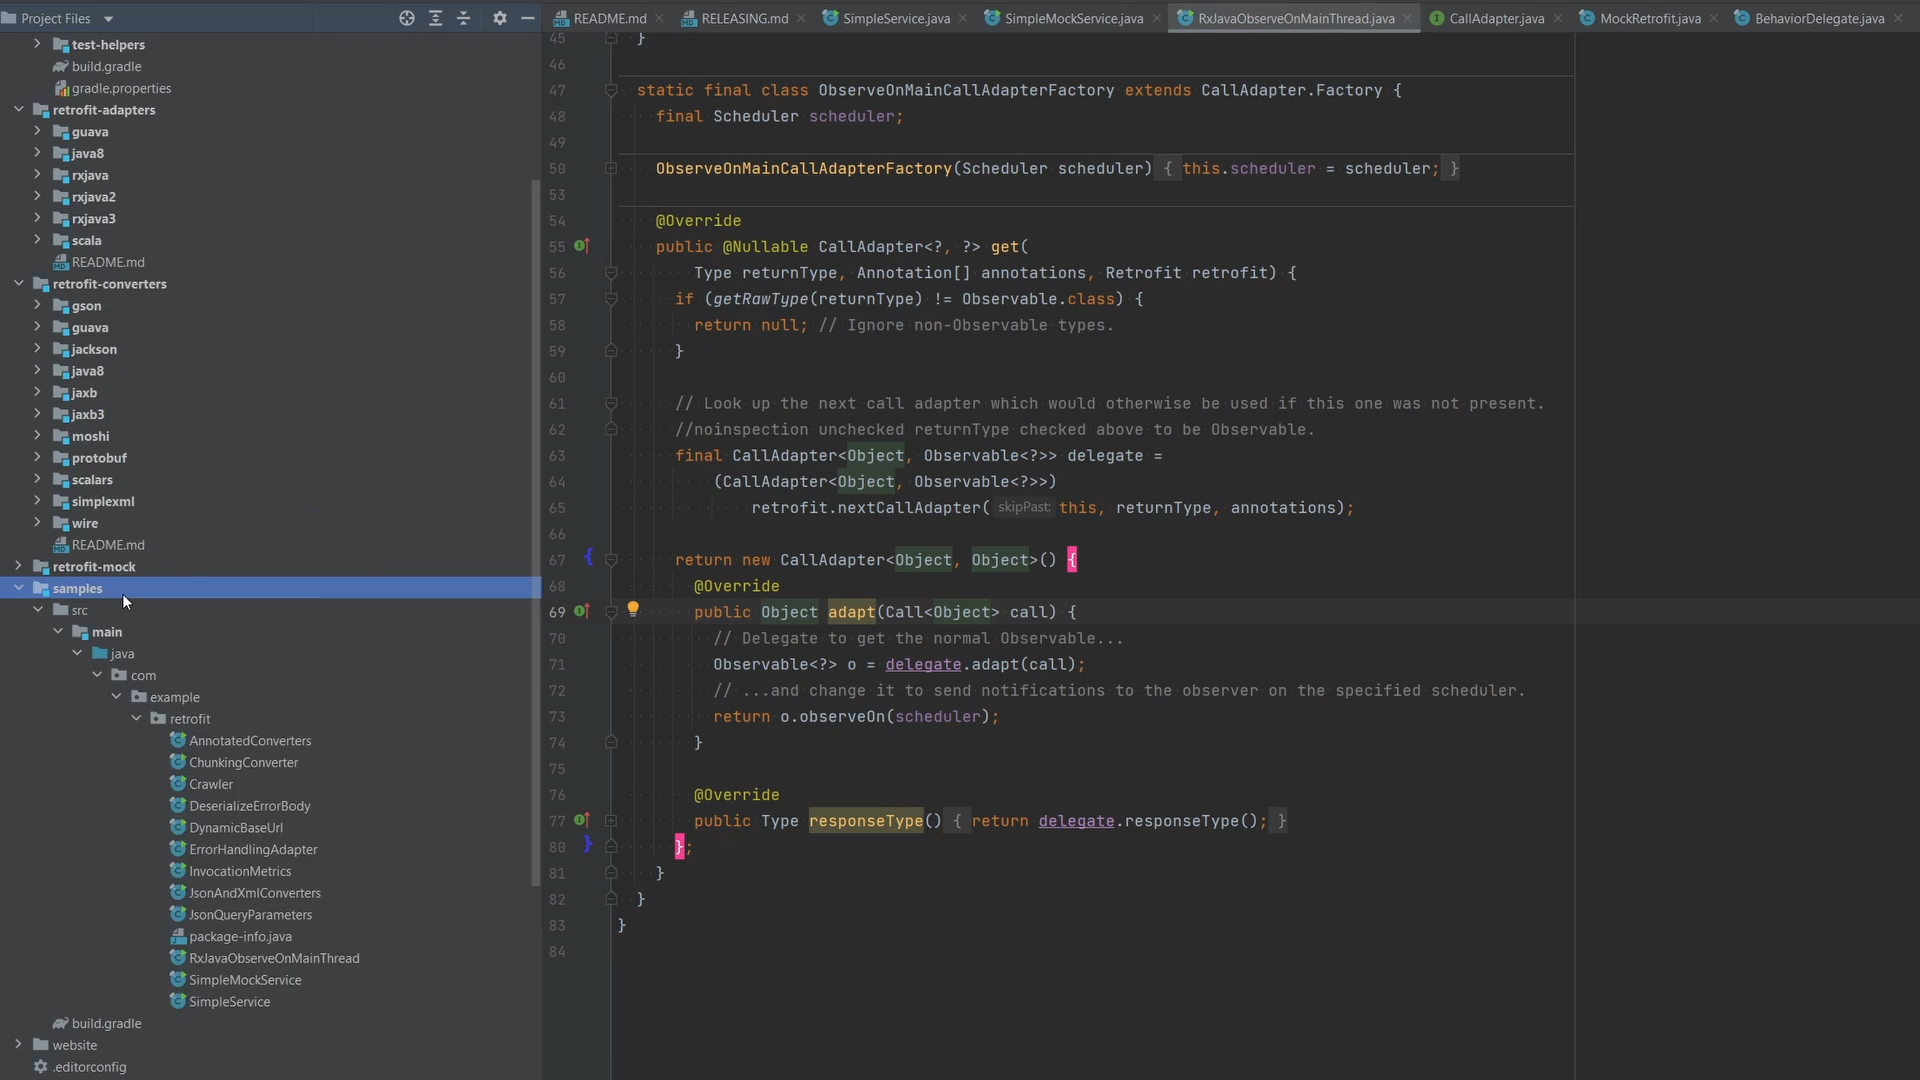 Project Files
README.md
RELEASING.md
SimpleService.java
SimpleMockService.java
RxJavaObserveOnMainThread.java
CallAdapter.java
MockRetrofit.java
BehaviorDelegate.java
test-helpers
build.gradle
gradle.properties
retrofit-adapters
guava
java8
rxjava
rxjava2
rxjava3
scala
README.md
retrofit-converters
gson
guava
jackson
java8
jaxb
jaxb3
moshi
protobuf
scalars
simplexml
wire
README.md
retrofit-mock
samples
src
main
java
com
example
retrofit
AnnotatedConverters
ChunkingConverter
Crawler
DeserializeErrorBody
DynamicBaseUrl
ErrorHandlingAdapter
InvocationMetrics
JsonAndXmlConverters
JsonQueryParameters
package-info.java
RxJavaObserveOnMainThread
SimpleMockService
SimpleService
build.gradle
website
.editorconfig
45 }
46
47 static final class ObserveOnMainCallAdapterFactory extends CallAdapter.Factory {
48 final Scheduler scheduler;
49
50 ObserveOnMainCallAdapterFactory(Scheduler scheduler) { this.scheduler = scheduler; }
53
54 @Override
55 public @Nullable CallAdapter<?, ?> get(
56 Type returnType, Annotation[] annotations, Retrofit retrofit) {
57 if (getRawType(returnType) != Observable.class) {
58 return null; // Ignore non-Observable types.
59 }
60
61 // Look up the next call adapter which would otherwise be used if this one was not present.
62 //noinspection unchecked returnType checked above to be Observable.
63 final CallAdapter<Object, Observable<?>> delegate =
64 (CallAdapter<Object, Observable<?>>)
65 retrofit.nextCallAdapter( skipPast: this, returnType, annotations);
66
67 return new CallAdapter<Object, Object>() {
68 @Override
69 public Object adapt(Call<Object> call) {
70 // Delegate to get the normal Observable...
71 Observable<?> o = delegate.adapt(call);
72 // ...and change it to send notifications to the observer on the specified scheduler.
73 return o.observeOn(scheduler);
74 }
75
76 @Override
77 public Type responseType() { return delegate.responseType(); }
80 };
81 }
82 }
83 }
84